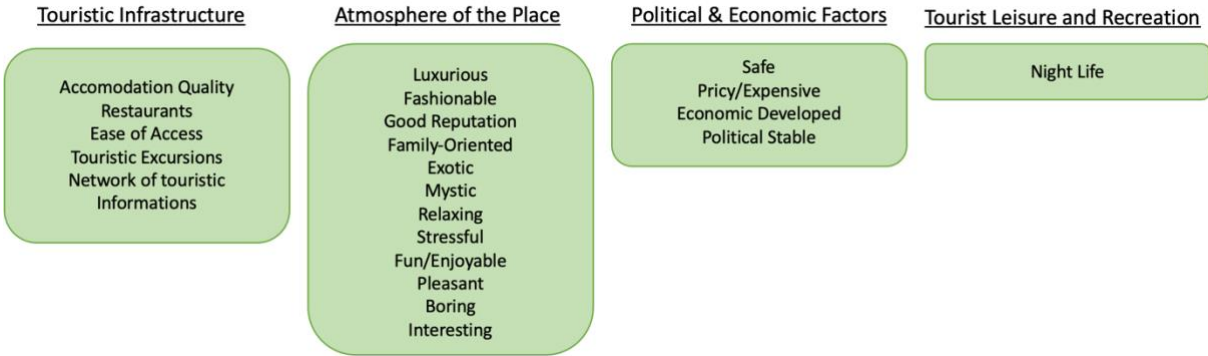 Touristic Infrastructure
Accomodation Quality
Restaurants
Ease of Access
Touristic Excursions
Network of touristic
Informations
Atmosphere of the Place
Luxurious
Fashionable
Good Reputation
Family-Oriented
Exotic
Mystic
Relaxing
Stressful
Fun/Enjoyable
Pleasant
Boring
Interesting
Political & Economic Factors
Safe
Pricy/Expensive
Economic Developed
Political Stable
Tourist Leisure and Recreation
Night Life